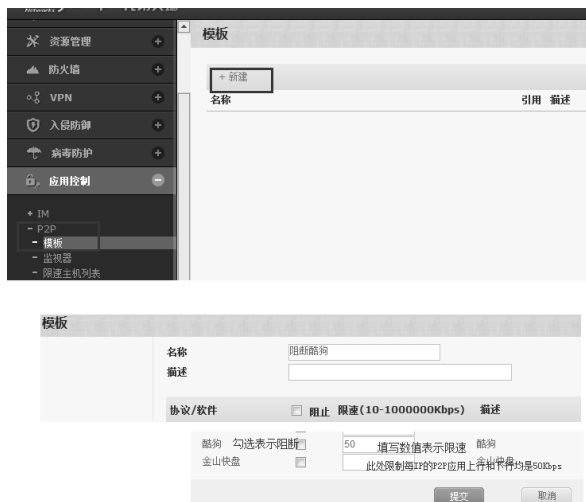 资源管理
防火墙
VPN
入侵防御
病毒防护
应用控制
+ IM
- P2P
- 模板
- 监视器
- 限速主机列表
模板
+ 新建
名称 引用 描述
模板
名称 阻断酷狗
描述
协议/软件 阻止 限速(10-1000000Kbps) 描述
酷狗 勾选表示阻断 50 填写数值表示限速 酷狗
金山快盘 金山快盘
此处限制每IP的P2P应用上行和下行均是50Kbps
提交 取消